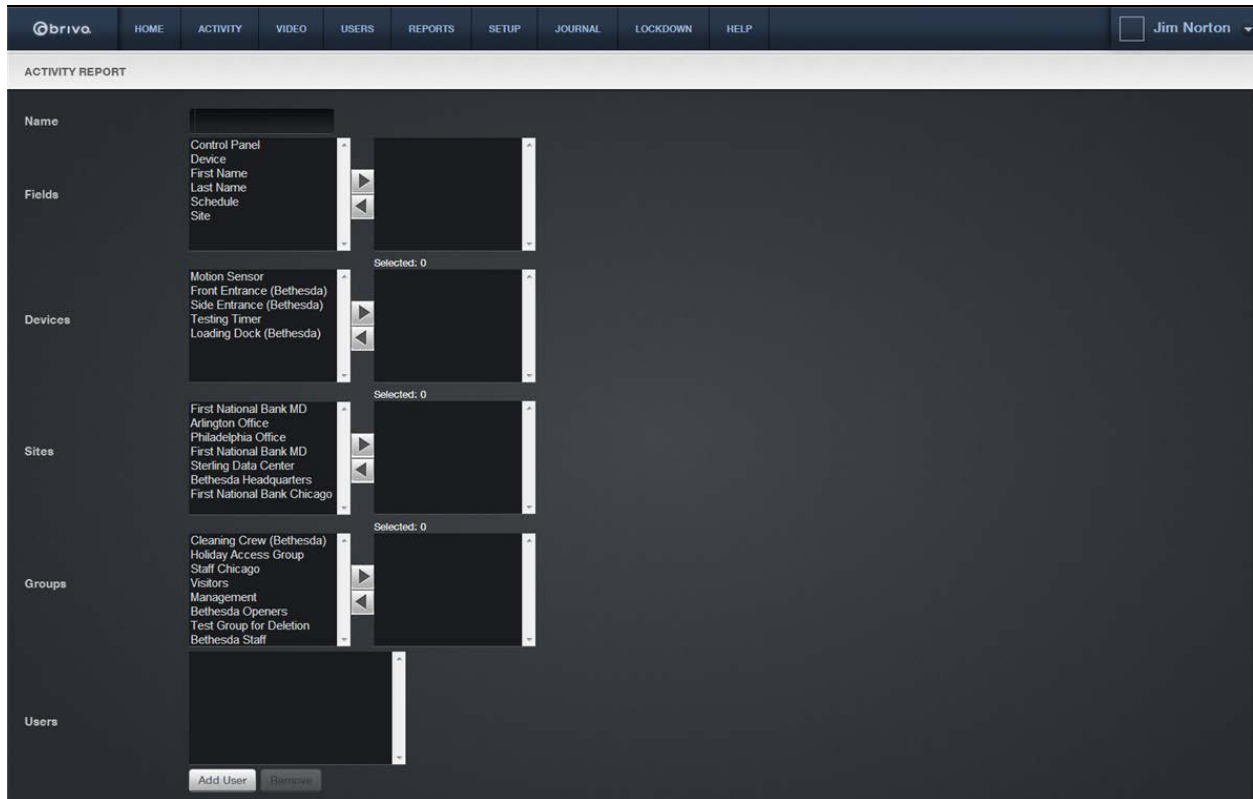 brivo.
HOME ACTIVITY VIDEO USERS REPORTS SETUP JOURNAL LOCKDOWN HELP
Jim Norton
ACTIVITY REPORT
Name
Fields
Control Panel
Device
First Name
Last Name
Schedule
Site
Selected: 0
Devices
Motion Sensor
Front Entrance (Bethesda)
Side Entrance (Bethesda)
Testing Timer
Loading Dock (Bethesda)
Selected: 0
Sites
First National Bank MD
Arlington Office
Philadelphia Office
First National Bank MD
Sterling Data Center
Bethesda Headquarters
First National Bank Chicago
Selected: 0
Groups
Cleaning Crew (Bethesda)
Holiday Access Group
Staff Chicago
Visitors
Management
Bethesda Openers
Test Group for Deletion
Bethesda Staff
Users
Add User Remove